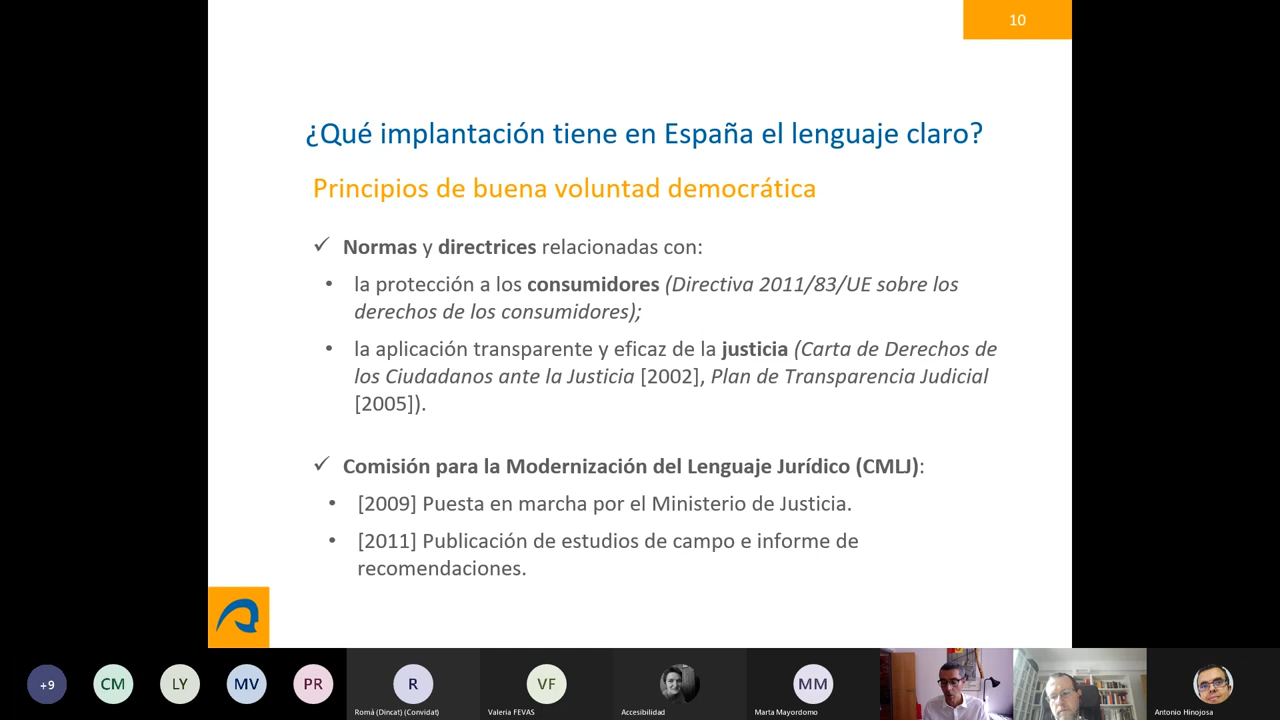 10
¿Qué implantación tiene en España el lenguaje claro?
Principios de buena voluntad democrática
✓ Normas y directrices relacionadas con:
• la protección a los consumidores (Directiva 2011/83/UE sobre los
derechos de los consumidores);
• la aplicación transparente y eficaz de la justicia (Carta de Derechos de
los Ciudadanos ante la Justicia [2002], Plan de Transparencia Judicial
[2005]).
✓ Comisión para la Modernización del Lenguaje Jurídico (CMLJ):
• [2009] Puesta en marcha por el Ministerio de Justicia.
• [2011] Publicación de estudios de campo e informe de
recomendaciones.
+9
CM
LY
MV
PR
R
VF
MM
Romá (Dincat) (Convidat)
Valeria FEVAS
Accesibilidad
Marta Mayordomo
Antonio Hinojosa